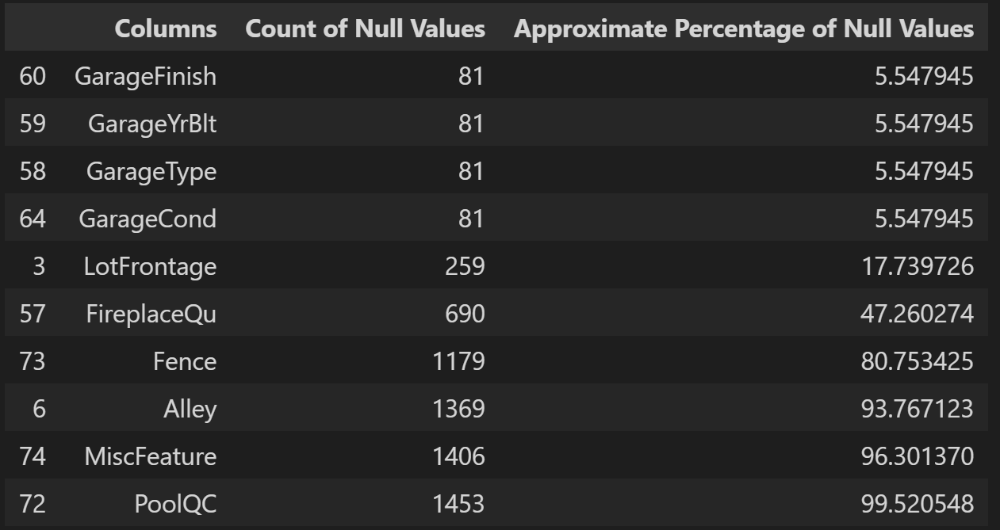 Columns Count of Null Values Approximate Percentage of Null Values
60 GarageFinish 81 5.547945
59 GarageYrBlt 81 5.547945
58 GarageType 81 5.547945
64 GarageCond 81 5.547945
3 LotFrontage 259 17.739726
57 FireplaceQu 690 47.260274
73 Fence 1179 80.753425
6 Alley 1369 93.767123
74 MiscFeature 1406 96.301370
72 PoolQC 1453 99.520548